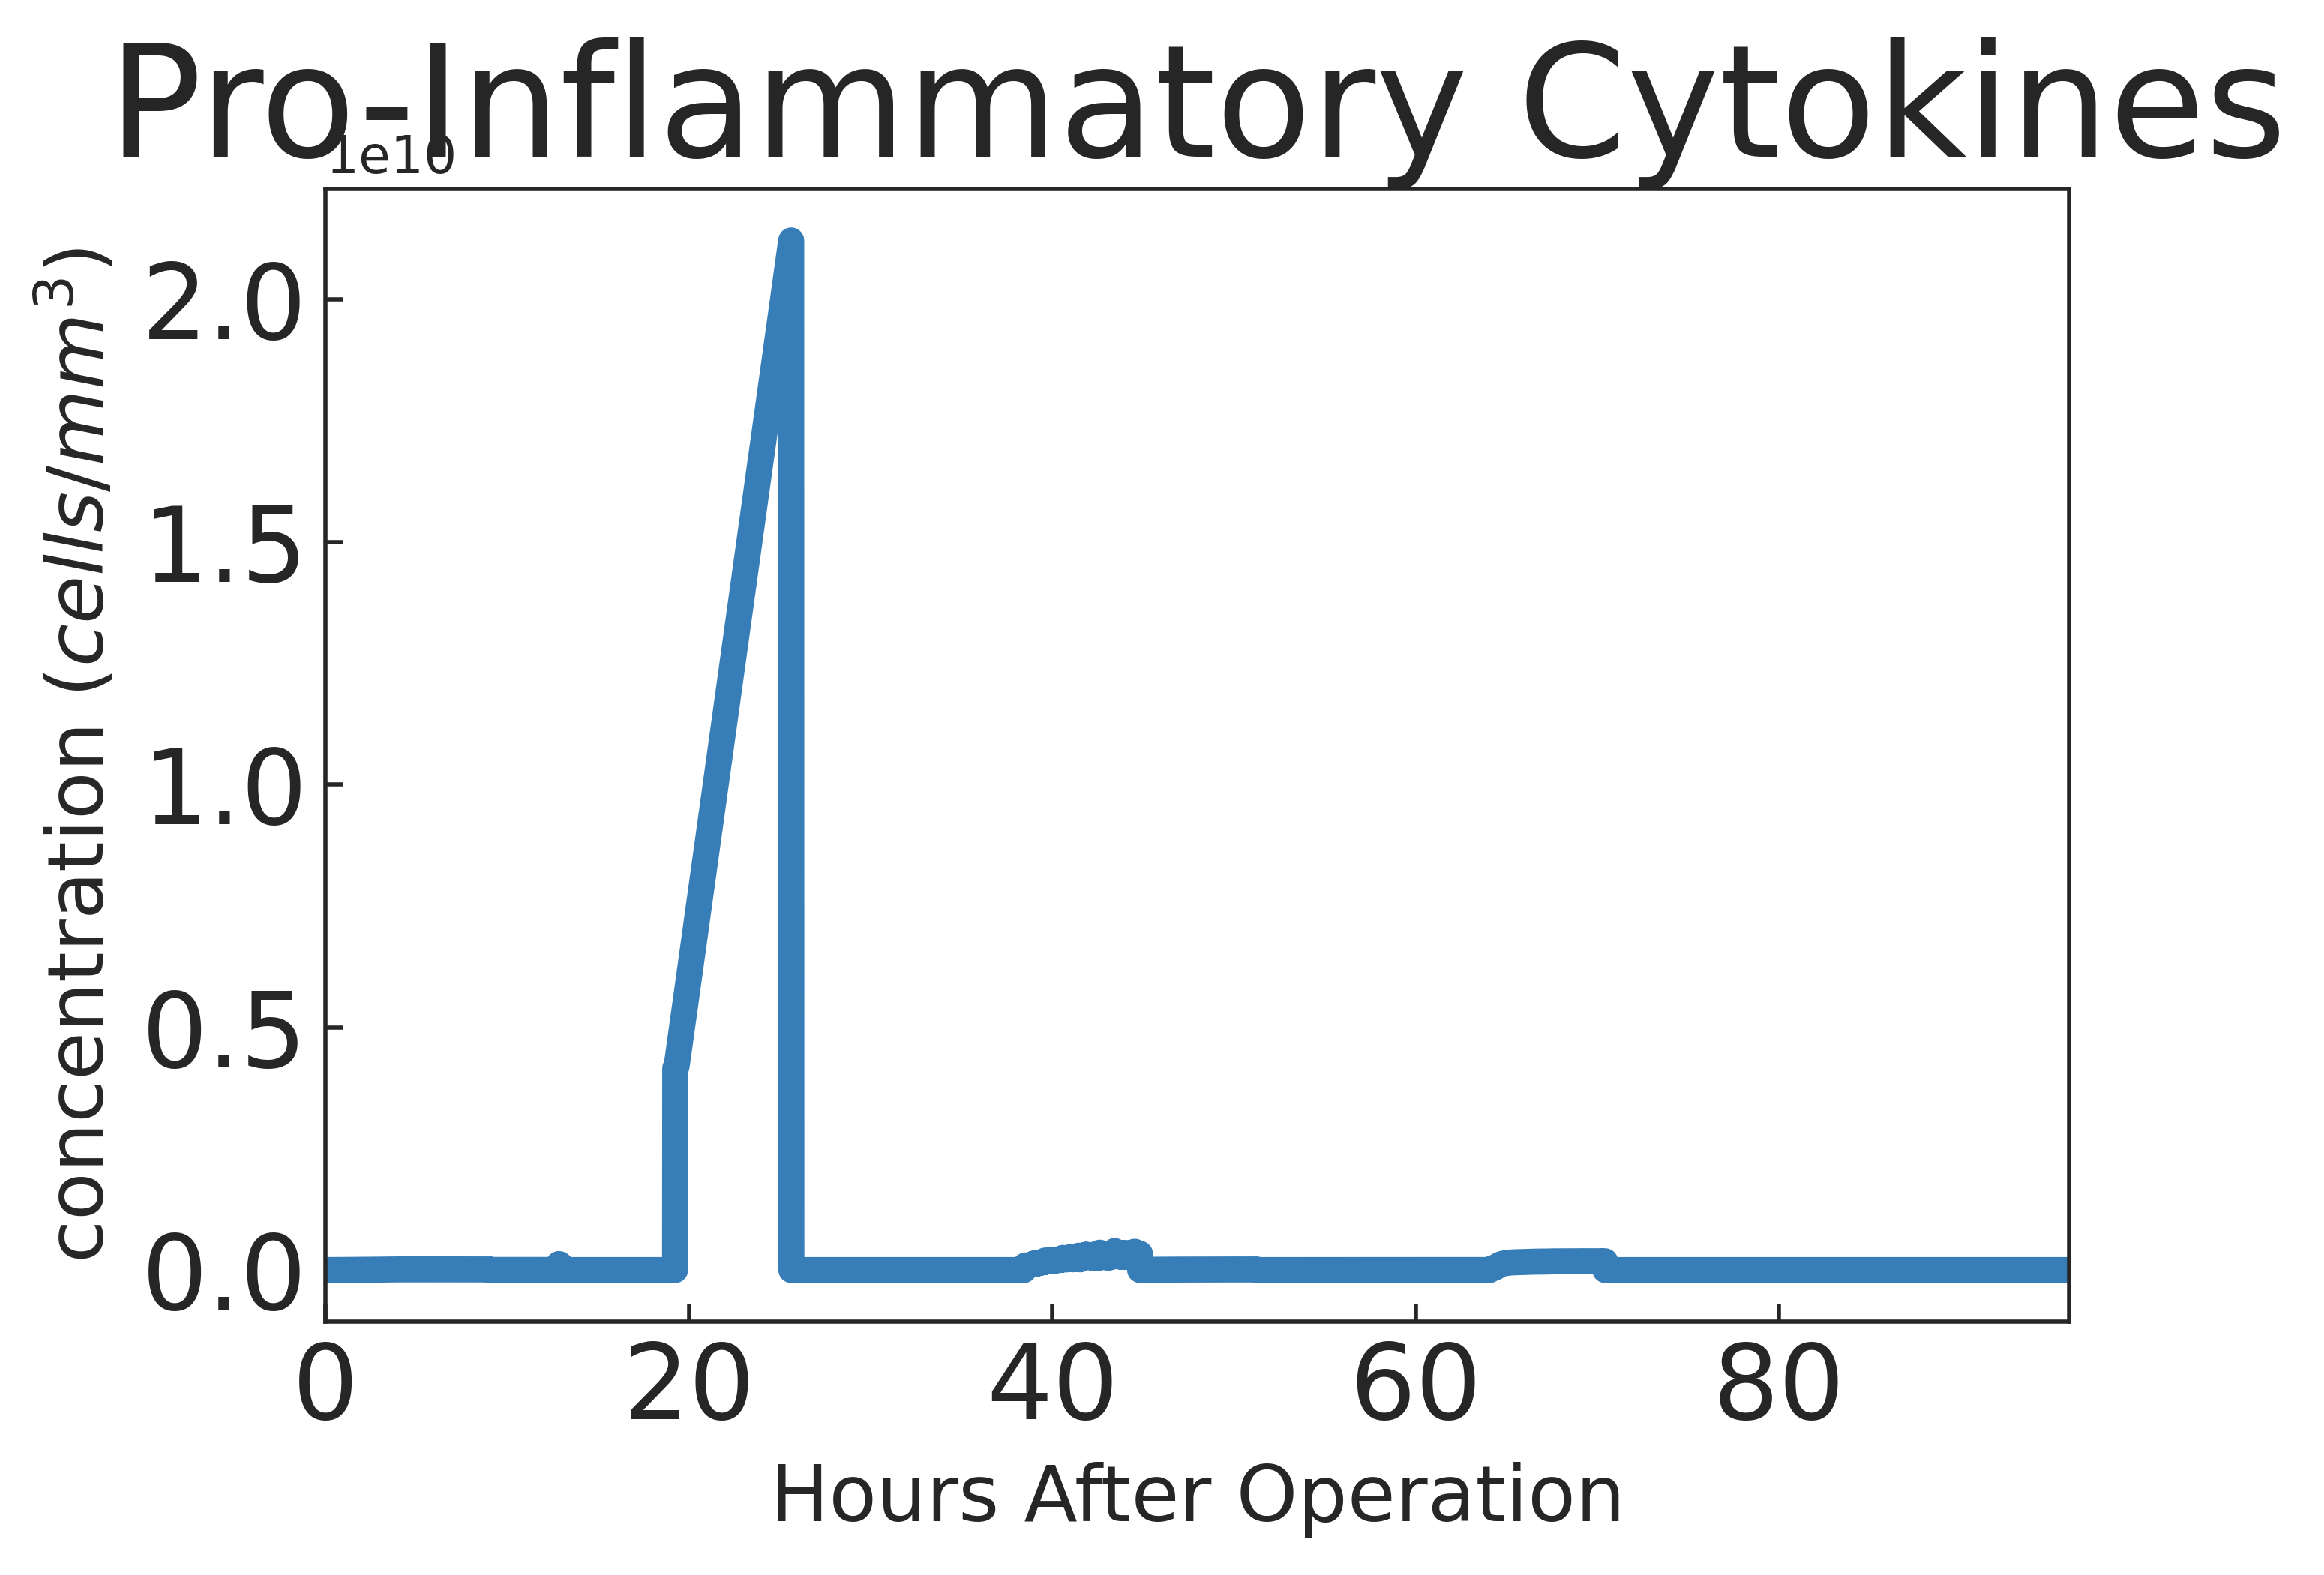 Pro-Inflammatory Cytokines
1e10
concentration (cells/mm³)
2.0
1.5
1.0
0.5
0.0
0 20 40 60 80
Hours After Operation